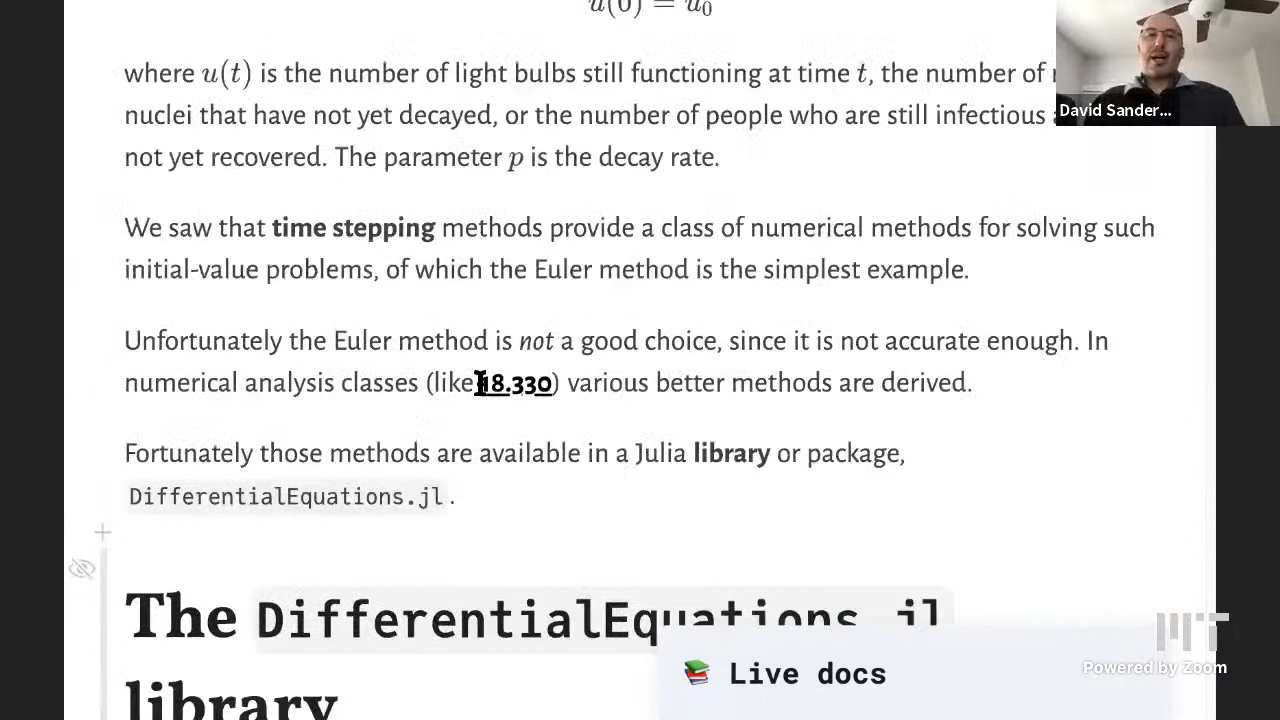 u(0) = u₀
where u(t) is the number of light bulbs still functioning at time t, the number of
nuclei that have not yet decayed, or the number of people who are still infectious
not yet recovered. The parameter p is the decay rate.
David Sander...
We saw that time stepping methods provide a class of numerical methods for solving such
initial-value problems, of which the Euler method is the simplest example.
Unfortunately the Euler method is not a good choice, since it is not accurate enough. In
numerical analysis classes (like 18.330) various better methods are derived.
Fortunately those methods are available in a Julia library or package,
DifferentialEquations.jl.
The DifferentialEquations.jl
library
Live docs
MIT
Powered by Zoom